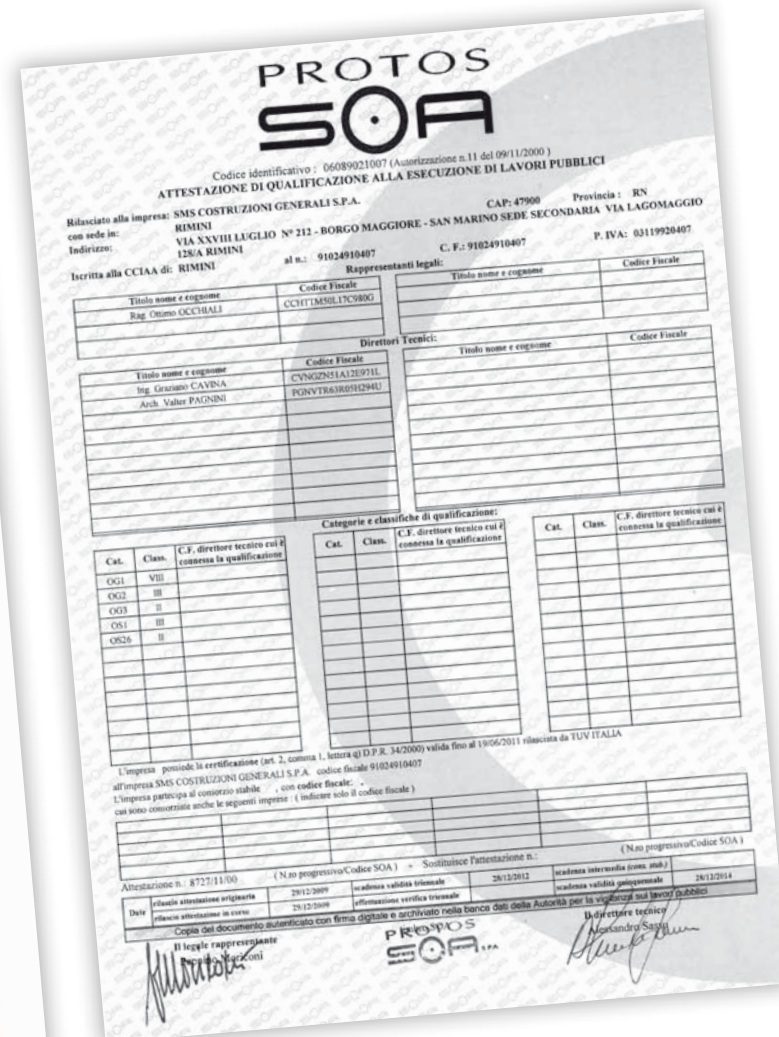 PROTOS
SOA
Codice identificativo : 06089021007 (Autorizzazione n.11 del 09/11/2000 )
ATTESTAZIONE DI QUALIFICAZIONE ALLA ESECUZIONE DI LAVORI PUBBLICI
Rilasciato alla impresa: SMS COSTRUZIONI GENERALI S.P.A.
con sede in: RIMINI CAP: 47900 Provincia : RN
Indirizzo: VIA XXVIII LUGLIO N° 212 - BORGO MAGGIORE - SAN MARINO SEDE SECONDARIA VIA LAGOMAGGIO
128/A RIMINI
Iscritta alla CCIAA di: RIMINI al n.: 91024910407 C. F.: 91024910407 P. IVA: 03119920407
Rappresentanti legali:
Titolo nome e cognome Codice Fiscale Titolo nome e cognome Codice Fiscale
Rag. Ottimo OCCHIALI CCHTTM50L17C980G
Direttori Tecnici:
Titolo nome e cognome Codice Fiscale Titolo nome e cognome Codice Fiscale
Ing. Graziano CAVINA CVNGZN51A12E971L
Arch. Valter PAGNINI PGNVTR63R05H294U
Categorie e classifiche di qualificazione:
Cat. Class. C.F. direttore tecnico cui è connessa la qualificazione Cat. Class. C.F. direttore tecnico cui è connessa la qualificazione Cat. Class. C.F. direttore tecnico cui è connessa la qualificazione
OG1 VIII
OG2 III
OG3 II
OS1 III
OS26 II
L'impresa possiede la certificazione (art. 2, comma 1, lettera q) D.P.R. 34/2000) valida fino al 19/06/2011 rilasciata da TUV ITALIA
all'impresa SMS COSTRUZIONI GENERALI S.P.A. codice fiscale 91024910407
L'impresa partecipa al consorzio stabile , con codice fiscale: ,
cui sono consorziate anche le seguenti imprese : ( indicare solo il codice fiscale )
Attestazione n.: 8727/11/00 ( N.ro progressivo/Codice SOA ) - Sostituisce l'attestazione n.: ( N.ro progressivo/Codice SOA )
Date rilascio attestazione originaria 29/12/2009 scadenza validità triennale 28/12/2012 scadenza intermedia (cons. stab.)
rilascio attestazione in corso 29/12/2009 effettuazione verifica triennale scadenza validità quinquennale 28/12/2014
Copia del documento autenticato con firma digitale e archiviato nella banca dati della Autorità per la vigilanza sui lavori pubblici
Il legale rappresentante PROTOS Il direttore tecnico
Moriconi SOA SPA Alessandro